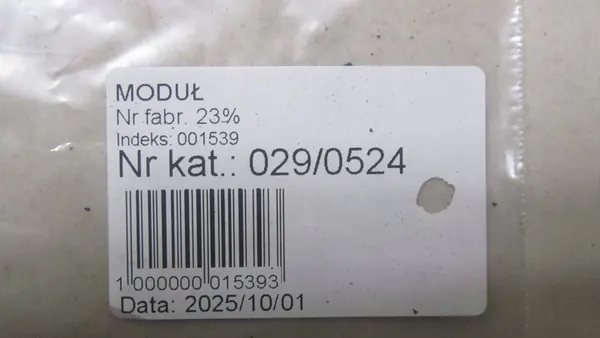 MODUŁ
Nr fabr. 23%
Indeks: 001539
Nr kat.: 029/0524
1 000000 015393
Data: 2025/10/01